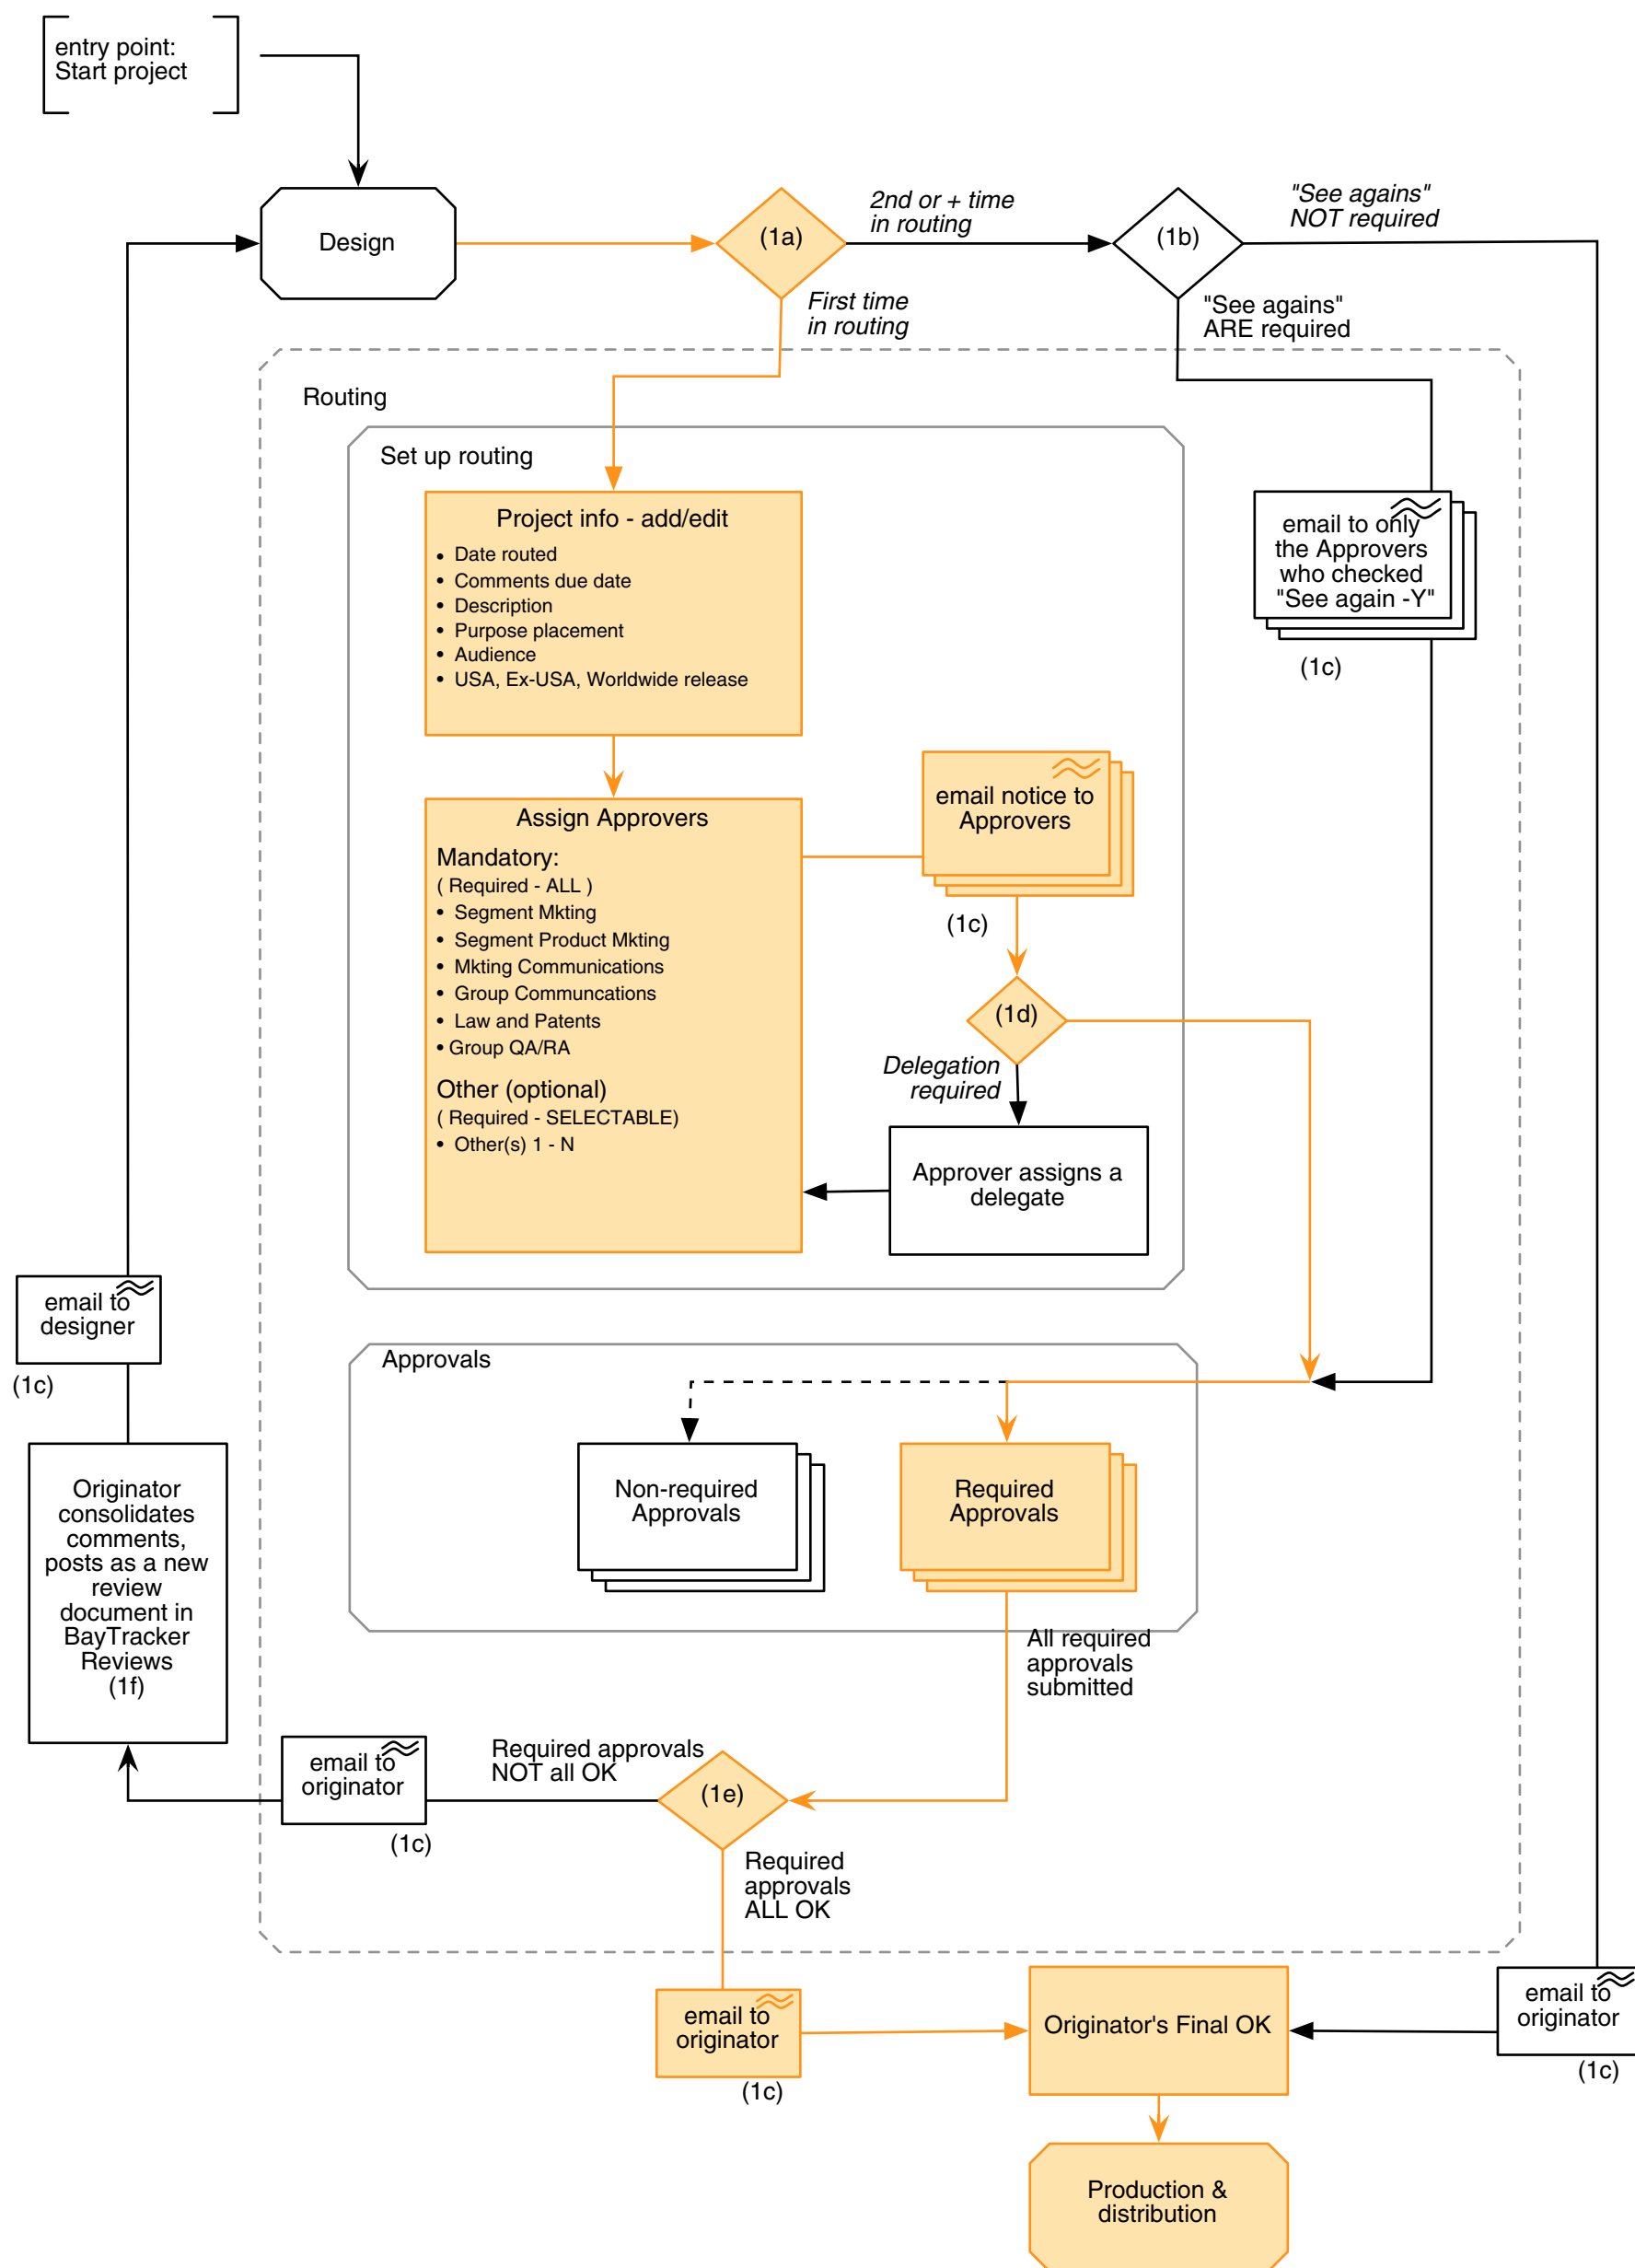 entry point:
Start project
Design
(1a)
2nd or + time
in routing
(1b)
"See agains"
NOT required
First time
in routing
"See agains"
ARE required
Routing
Set up routing
Project info - add/edit
• Date routed
• Comments due date
• Description
• Purpose placement
• Audience
• USA, Ex-USA, Worldwide release
email to only
the Approvers
who checked
"See again -Y"
(1c)
Assign Approvers
Mandatory:
( Required - ALL )
• Segment Mkting
• Segment Product Mkting
• Mkting Communications
• Group Communcations
• Law and Patents
• Group QA/RA
Other (optional)
( Required - SELECTABLE)
• Other(s) 1 - N
email notice to
Approvers
(1c)
(1d)
Delegation
required
Approver assigns a
delegate
email to
designer
(1c)
Approvals
Non-required
Approvals
Required
Approvals
Originator
consolidates
comments,
posts as a new
review
document in
BayTracker
Reviews
(1f)
All required
approvals
submitted
email to
originator
(1c)
Required approvals
NOT all OK
(1e)
Required
approvals
ALL OK
email to
originator
(1c)
Originator's Final OK
email to
originator
(1c)
Production &
distribution